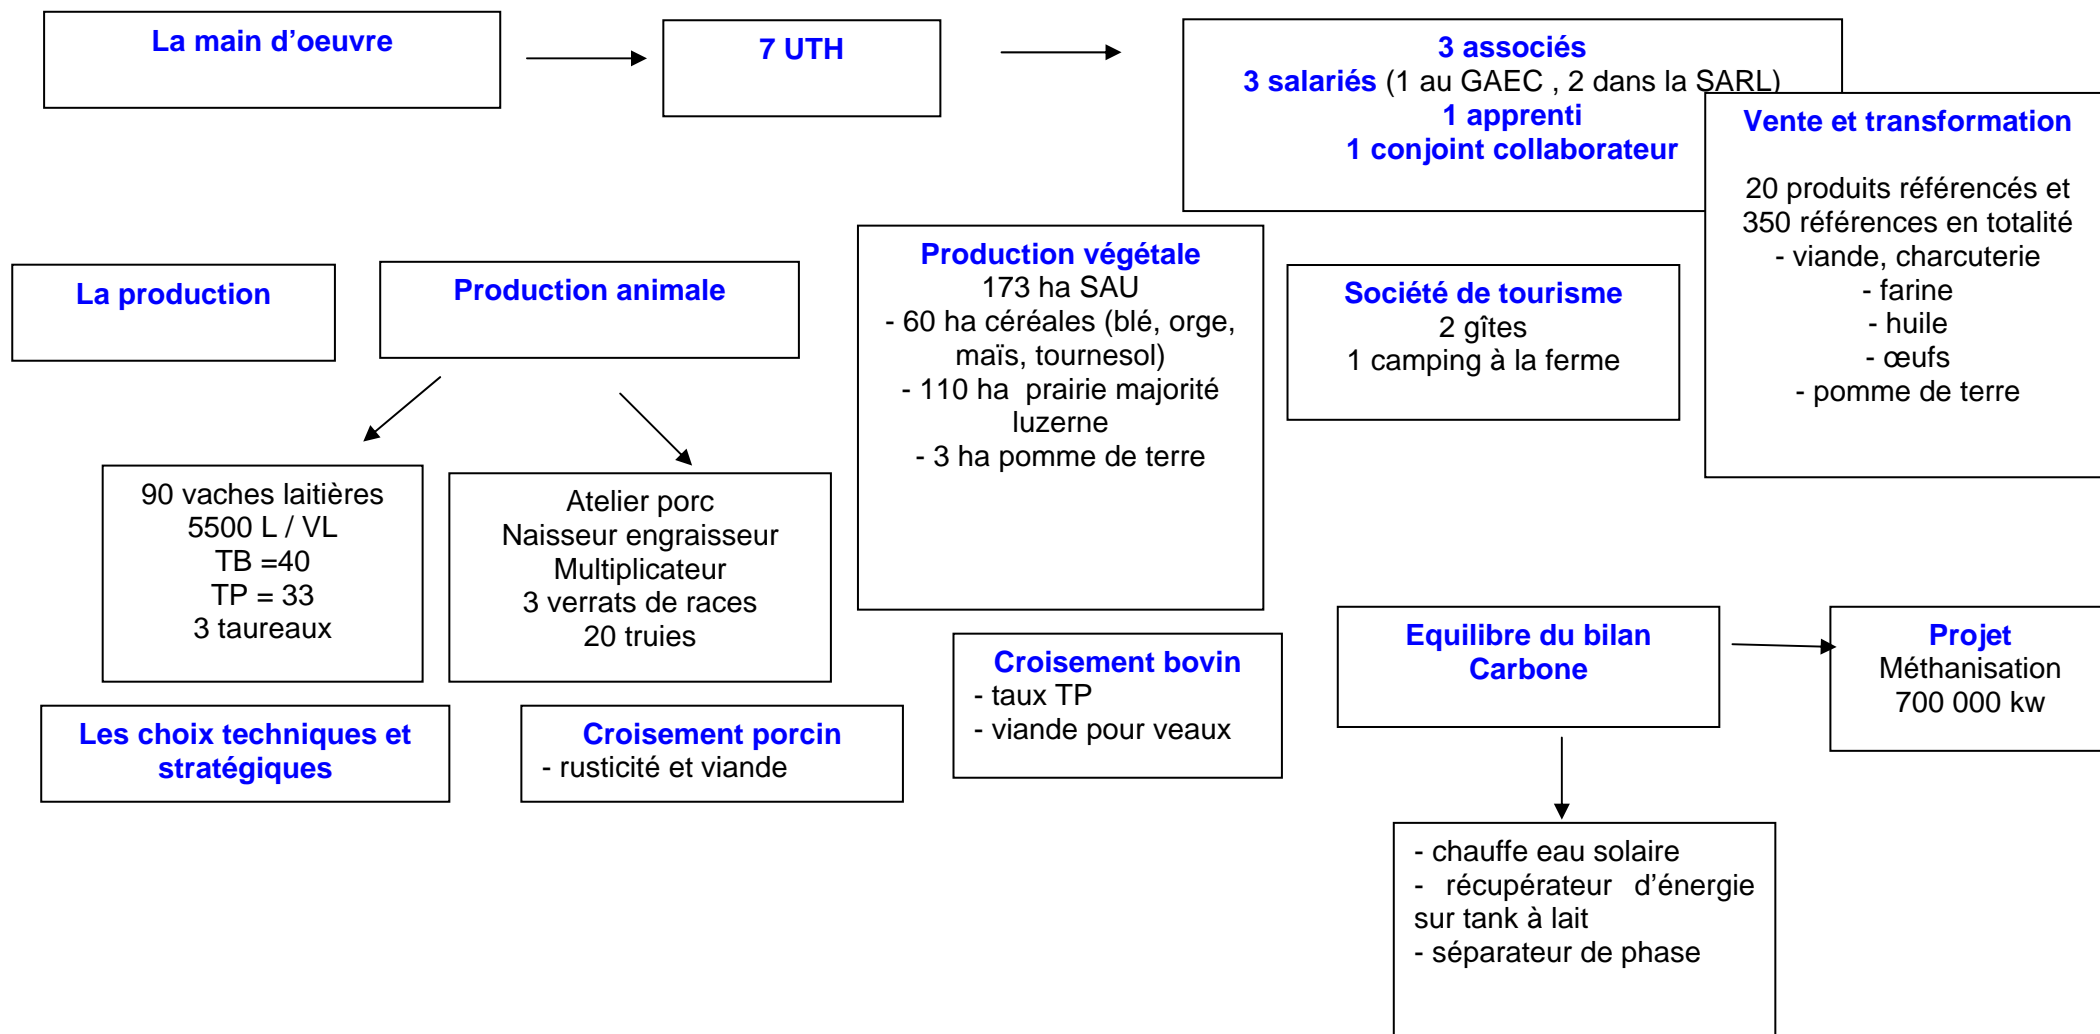 La main d'oeuvre
7 UTH
3 associés
3 salariés (1 au GAEC , 2 dans la SARL)
1 apprenti
1 conjoint collaborateur
Vente et transformation
20 produits référencés et
350 références en totalité
- viande, charcuterie
- farine
- huile
- œufs
- pomme de terre
La production
Production animale
Production végétale
173 ha SAU
- 60 ha céréales (blé, orge,
maïs, tournesol)
- 110 ha  prairie majorité
luzerne
- 3 ha pomme de terre
Société de tourisme
2 gîtes
1 camping à la ferme
90 vaches laitières
5500 L / VL
TB =40
TP = 33
3 taureaux
Atelier porc
Naisseur engraisseur
Multiplicateur
3 verrats de races
20 truies
Les choix techniques et
stratégiques
Croisement porcin
- rusticité et viande
Croisement bovin
- taux TP
- viande pour veaux
Equilibre du bilan
Carbone
Projet
Méthanisation
700 000 kw
- chauffe eau solaire
- récupérateur d'énergie
sur tank à lait
- séparateur de phase